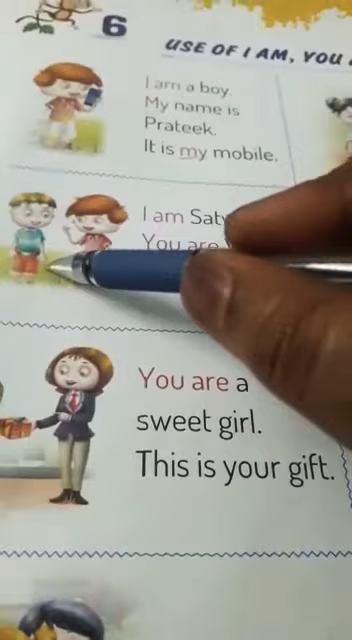 6
USE OF I AM, YOU
I am a boy.
My name is
Prateek.
It is my mobile.
I am
You are
You are a
sweet girl.
This is your gift.